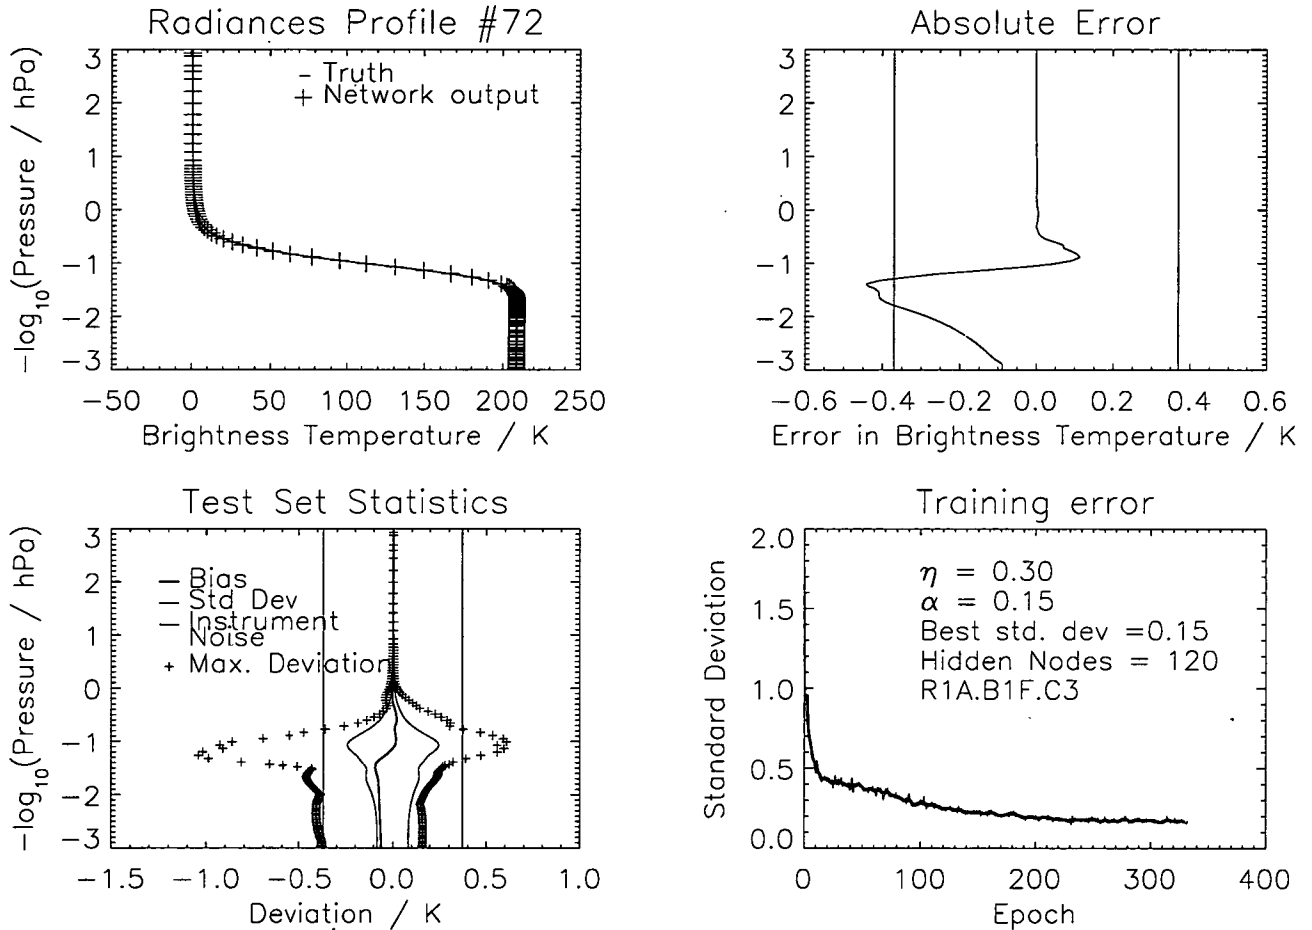 Radiances Profile #72
3
2
1
0
−1
−2
−3
−log10(Pressure / hPa)
− Truth
+ Network output
−50 0 50 100 150 200 250
Brightness Temperature / K
Absolute Error
3
2
1
0
−1
−2
−3
−0.6 −0.4 −0.2 0.0 0.2 0.4 0.6
Error in Brightness Temperature / K
Test Set Statistics
3
2
1
0
−1
−2
−3
−log10(Pressure / hPa)
Bias
Std Dev
Instrument
Noise
+ Max. Deviation
−1.5 −1.0 −0.5 0.0 0.5 1.0
Deviation / K
Training error
2.0
1.5
1.0
0.5
0.0
Standard Deviation
η = 0.30
α = 0.15
Best std. dev =0.15
Hidden Nodes = 120
R1A.B1F.C3
0 100 200 300 400
Epoch